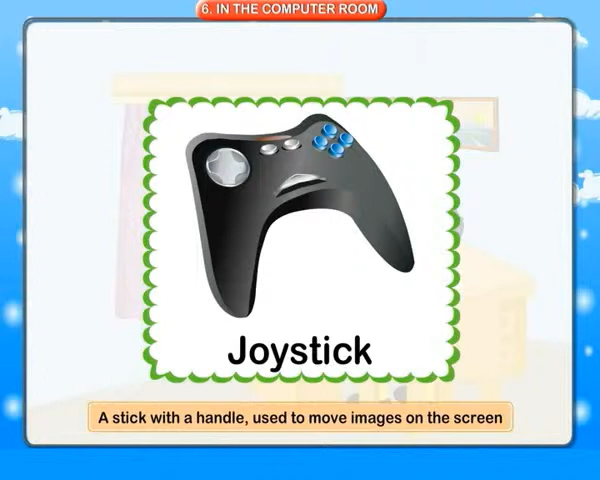 6. IN THE COMPUTER ROOM
Joystick
A stick with a handle, used to move images on the screen